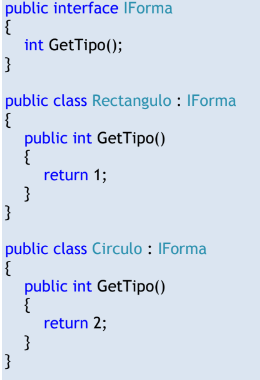 public interface IForma
{
int GetTipo();
}
public class Rectangulo : IForma
{
public int GetTipo()
{
return 1;
}
}
public class Circulo : IForma
{
public int GetTipo()
{
return 2;
}
}